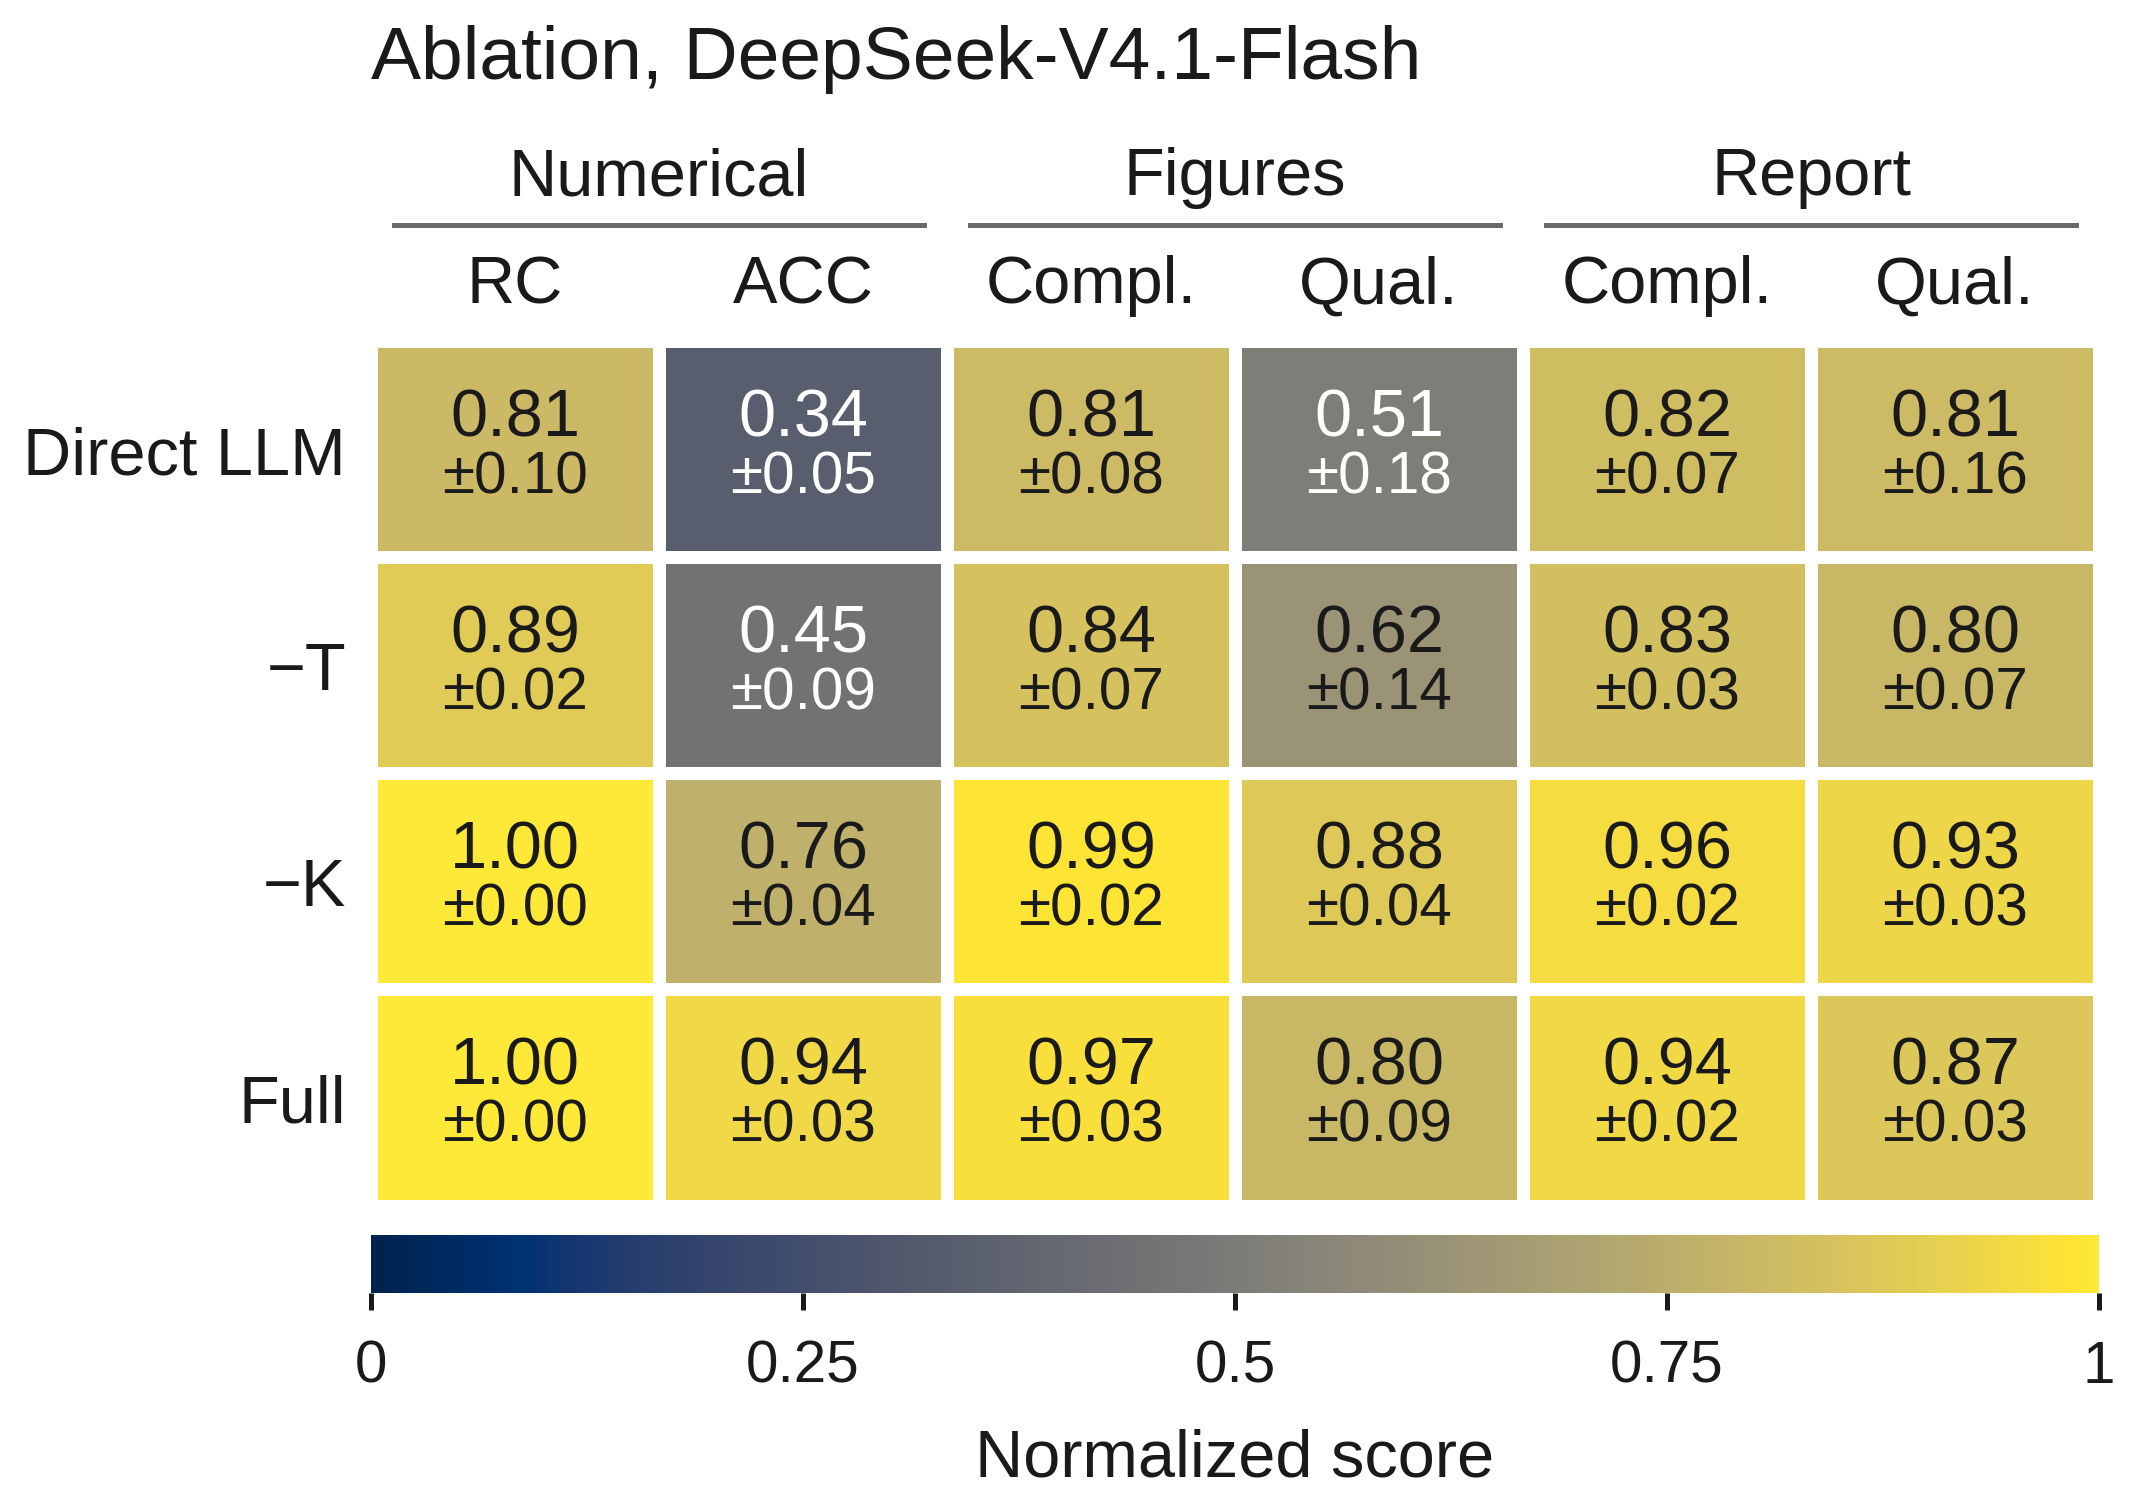 Ablation, DeepSeek-V4.1-Flash
Numerical Figures Report
RC ACC Compl. Qual. Compl. Qual.
Direct LLM 0.81 0.34 0.81 0.51 0.82 0.81
±0.10 ±0.05 ±0.08 ±0.18 ±0.07 ±0.16
−T 0.89 0.45 0.84 0.62 0.83 0.80
±0.02 ±0.09 ±0.07 ±0.14 ±0.03 ±0.07
−K 1.00 0.76 0.99 0.88 0.96 0.93
±0.00 ±0.04 ±0.02 ±0.04 ±0.02 ±0.03
Full 1.00 0.94 0.97 0.80 0.94 0.87
±0.00 ±0.03 ±0.03 ±0.09 ±0.02 ±0.03
0 0.25 0.5 0.75 1
Normalized score